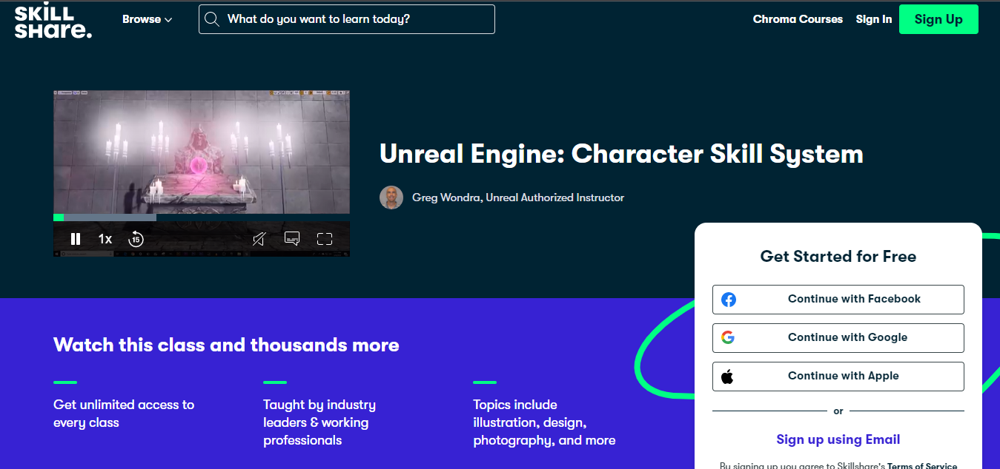 SKiLL
SHare.
Browse
What do you want to learn today?
Chroma Courses
Sign In
Sign Up
Unreal Engine: Character Skill System
Greg Wondra, Unreal Authorized Instructor
1x
15
Get Started for Free
Continue with Facebook
Continue with Google
Continue with Apple
or
Sign up using Email
By signing up you agree to Skillshare's Terms of Service
Watch this class and thousands more
Get unlimited access to
every class
Taught by industry
leaders & working
professionals
Topics include
illustration, design,
photography, and more